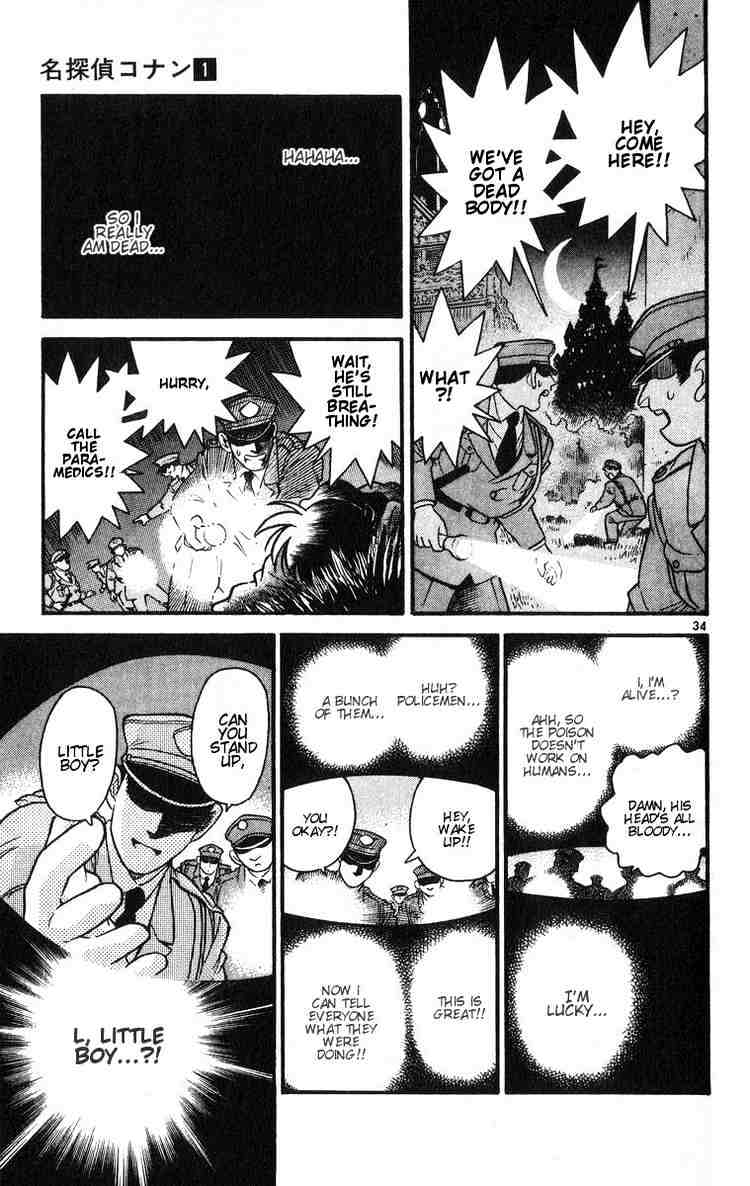 名探偵コナン1
HEY,
COME
HERE!!
WE'VE
GOT A
DEAD
BODY!!
WHAT
?!
HAHAHA...
SO I
REALLY
AM DEAD...
WAIT,
HE'S
STILL
BREA-
THING!
HURRY,
CALL
THE
PARA-
MEDICS!!
34
I, I'M
ALIVE...?
AHH, SO
THE POISON
DOESN'T
WORK ON
HUMANS...
DAMN, HIS
HEAD'S ALL
BLOODY...
I'M
LUCKY...
HUH?
POLICEMEN...
A BUNCH
OF THEM...
HEY,
WAKE
UP!!
YOU
OKAY?!
THIS IS
GREAT!!
NOW I
CAN TELL
EVERYONE
WHAT THEY
WERE
DOING!!
CAN
YOU
STAND
UP,
LITTLE
BOY?
L, LITTLE
BOY...?!